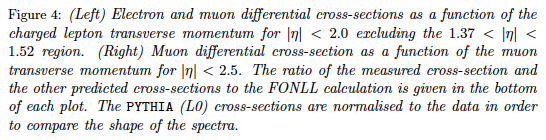 Figure 4: (Left) Electron and muon differential cross-sections as a function of the
charged lepton transverse momentum for |η| < 2.0 excluding the 1.37 < |η| <
1.52 region. (Right) Muon differential cross-section as a function of the muon
transverse momentum for |η| < 2.5. The ratio of the measured cross-section and
the other predicted cross-sections to the FONLL calculation is given in the bottom
of each plot. The PYTHIA (L0) cross-sections are normalised to the data in order
to compare the shape of the spectra.